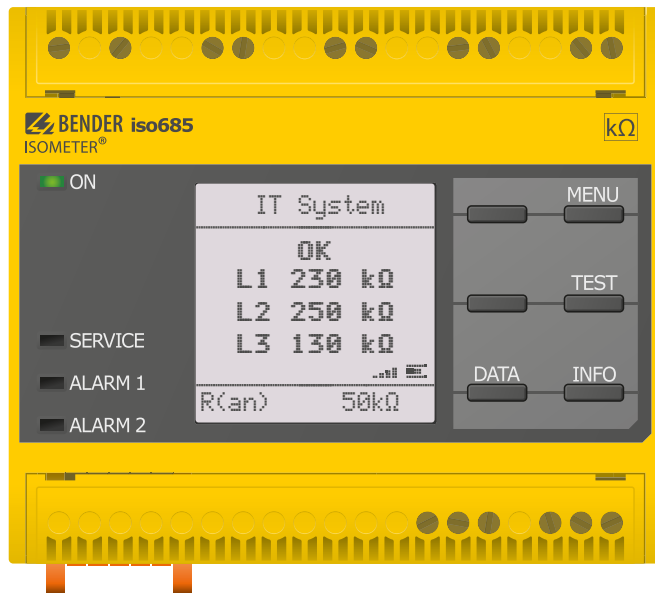 BENDER iso685
ISOMETER®
kΩ
ON
SERVICE
ALARM 1
ALARM 2
IT System
OK
L1 230 kΩ
L2 250 kΩ
L3 130 kΩ
R(an) 50kΩ
MENU
TEST
DATA INFO